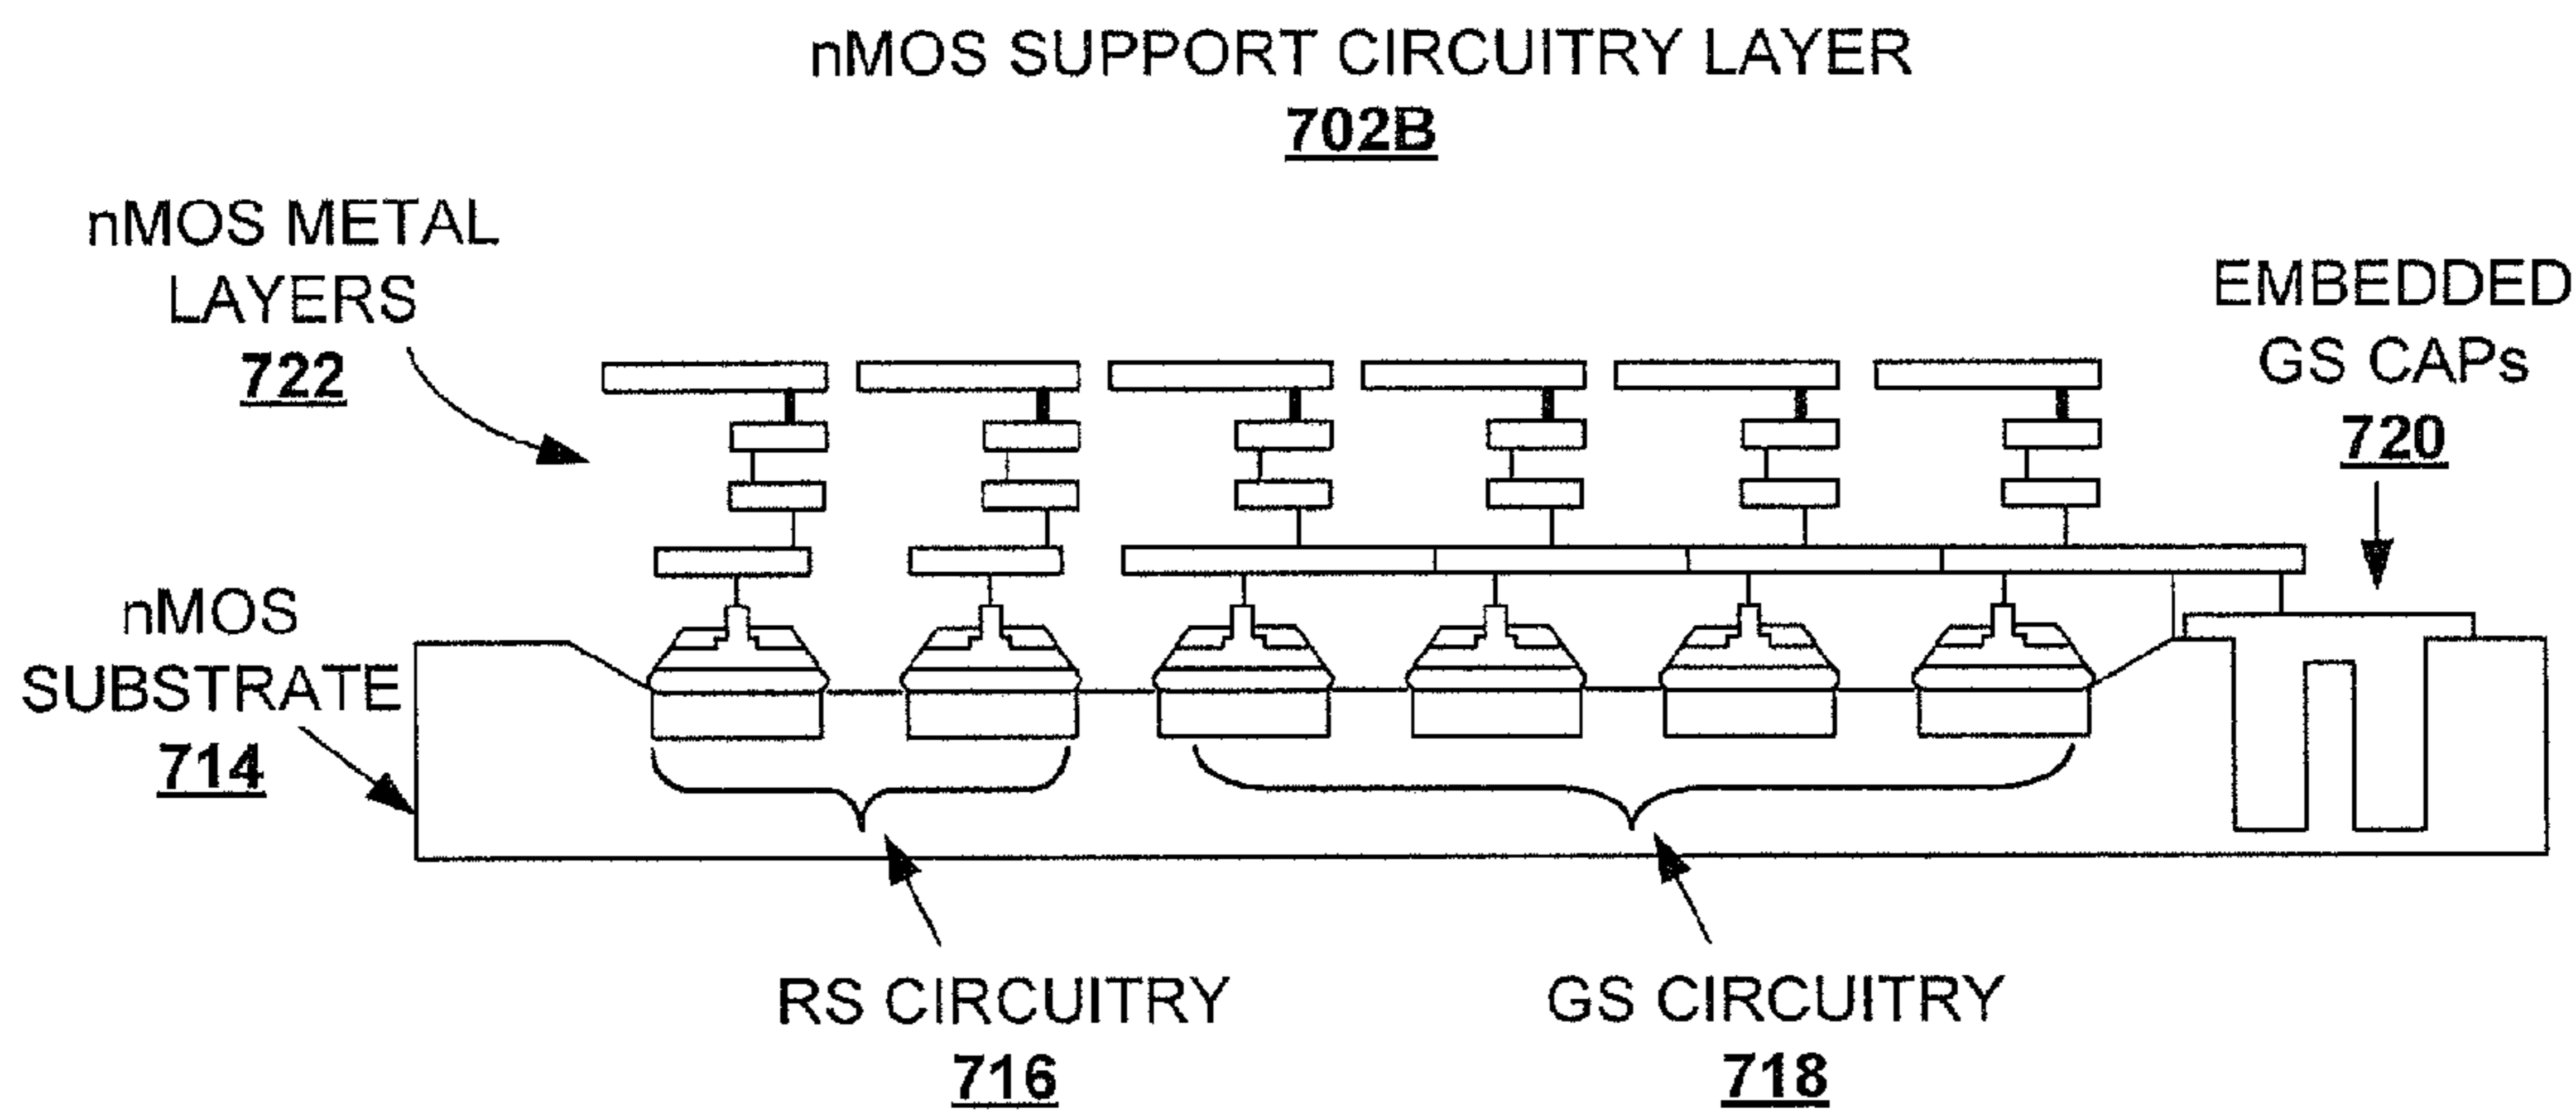 nMOS SUPPORT CIRCUITRY LAYER
702B
nMOS METAL
LAYERS
722
EMBEDDED
GS CAPs
720
nMOS
SUBSTRATE
714
RS CIRCUITRY
716
GS CIRCUITRY
718